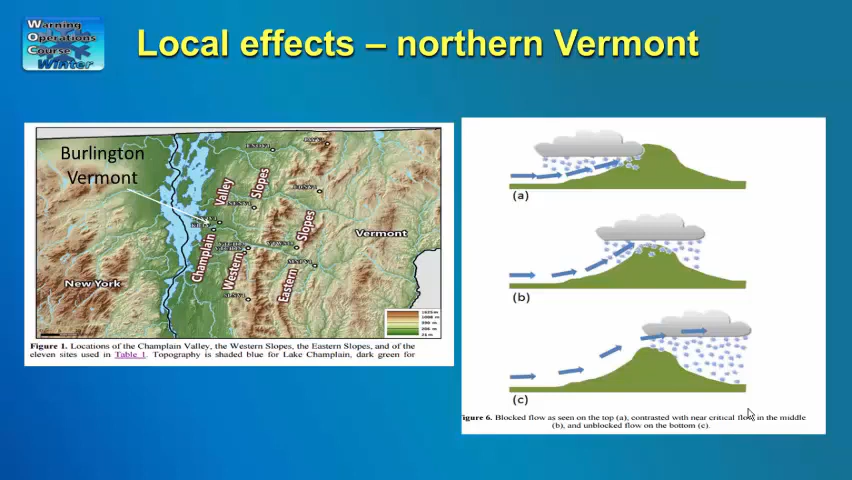 Warning
Operations
Course
Winter
Local effects – northern Vermont
Burlington
Vermont
Champlain Valley
Western Slopes
Eastern Slopes
Vermont
New York
Figure 1. Locations of the Champlain Valley, the Western Slopes, the Eastern Slopes, and of the
eleven sites used in Table 1. Topography is shaded blue for Lake Champlain, dark green for
(a)
(b)
(c)
igure 6. Blocked flow as seen on the top (a), contrasted with near critical flow in the middle
(b), and unblocked flow on the bottom (c).